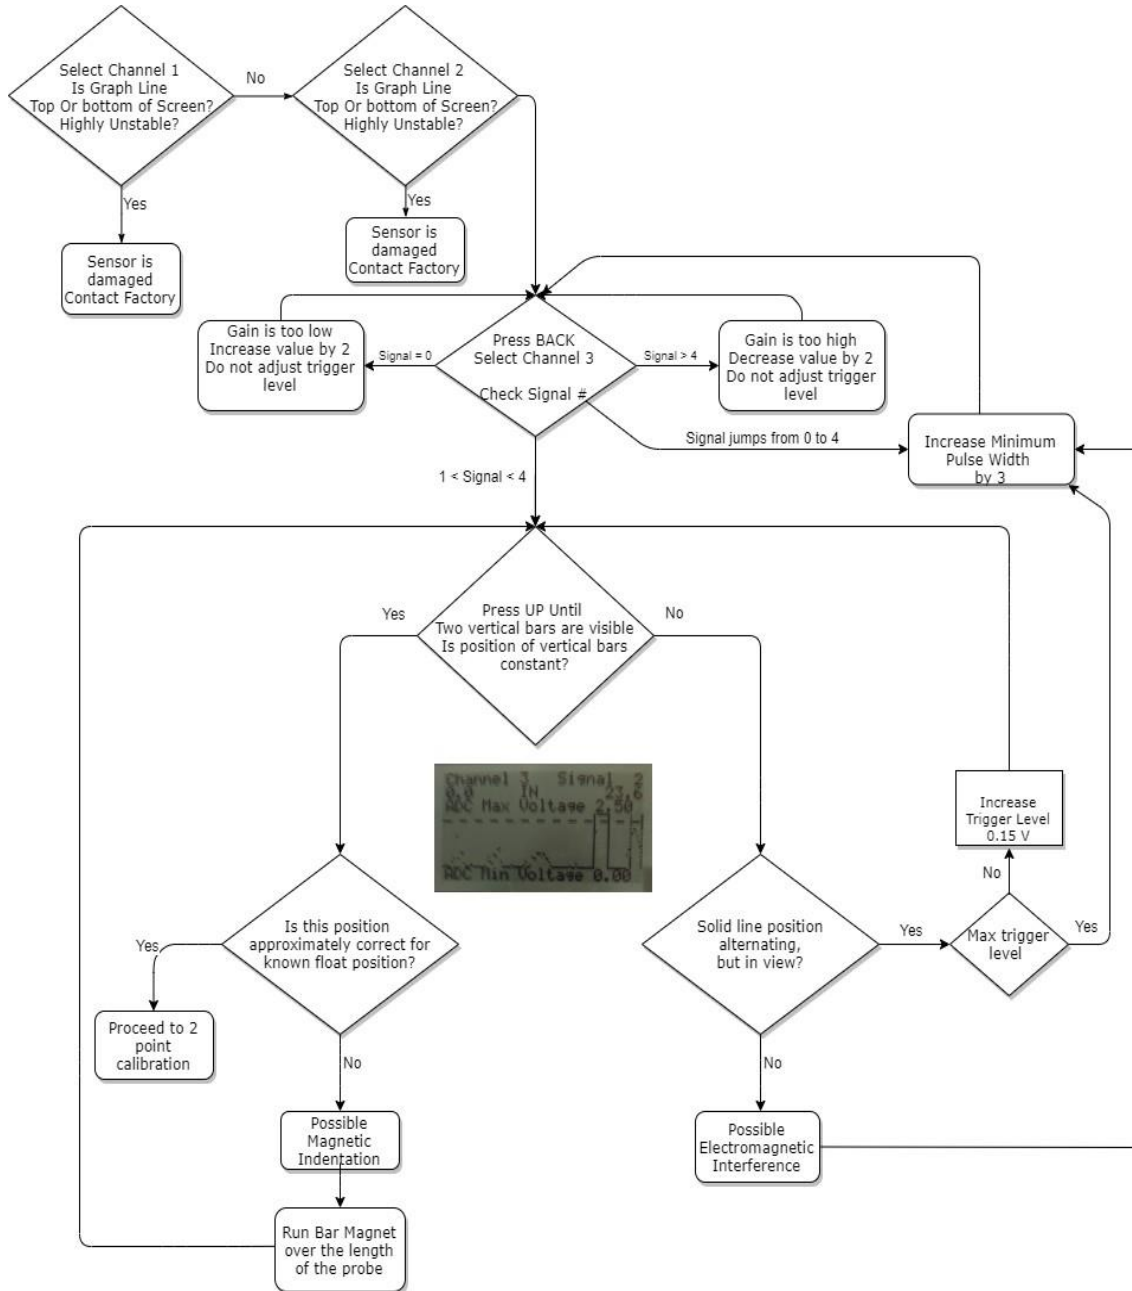 Select Channel 1
Is Graph Line
Top Or bottom of Screen?
Highly Unstable?
No
Select Channel 2
Is Graph Line
Top Or bottom of Screen?
Highly Unstable?
Yes
Sensor is
damaged
Contact Factory
Yes
Sensor is
damaged
Contact Factory
Gain is too low
Increase value by 2
Do not adjust trigger
level
Signal = 0
Press BACK
Select Channel 3
Check Signal #
Signal > 4
Gain is too high
Decrease value by 2
Do not adjust trigger
level
Signal jumps from 0 to 4
Increase Minimum
Pulse Width
by 3
1 < Signal < 4
Yes
Press UP Until
Two vertical bars are visible
Is position of vertical bars
constant?
No
Channel 3 Signal 2
0.0 IN 23.6
ADC Max Voltage 2.50
ADC Min Voltage 0.00
Increase
Trigger Level
0.15 V
No
Is this position
approximately correct for
known float position?
Yes
Solid line position
alternating,
but in view?
Yes
Max trigger
level
Yes
Proceed to 2
point
calibration
No
No
Possible
Magnetic
Indentation
Possible
Electromagnetic
Interference
Run Bar Magnet
over the length
of the probe